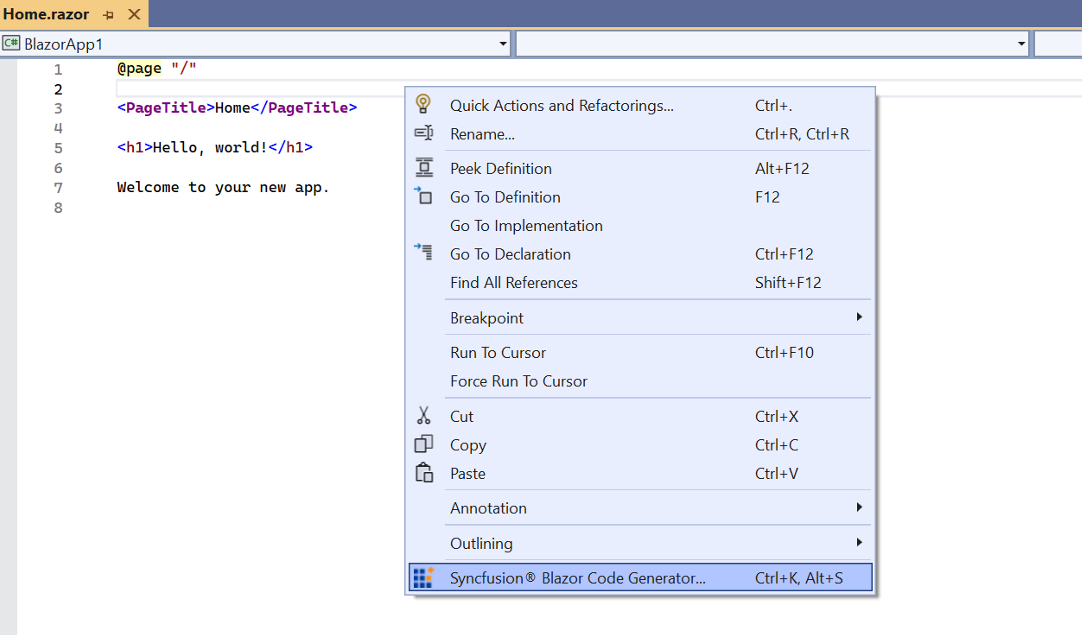 Home.razor
C# BlazorApp1
1 @page "/"
2
3 <PageTitle>Home</PageTitle>
4
5 <h1>Hello, world!</h1>
6
7 Welcome to your new app.
8
Quick Actions and Refactorings... Ctrl+.
Rename... Ctrl+R, Ctrl+R
Peek Definition Alt+F12
Go To Definition F12
Go To Implementation
Go To Declaration Ctrl+F12
Find All References Shift+F12
Breakpoint
Run To Cursor Ctrl+F10
Force Run To Cursor
Cut Ctrl+X
Copy Ctrl+C
Paste Ctrl+V
Annotation
Outlining
Syncfusion® Blazor Code Generator... Ctrl+K, Alt+S